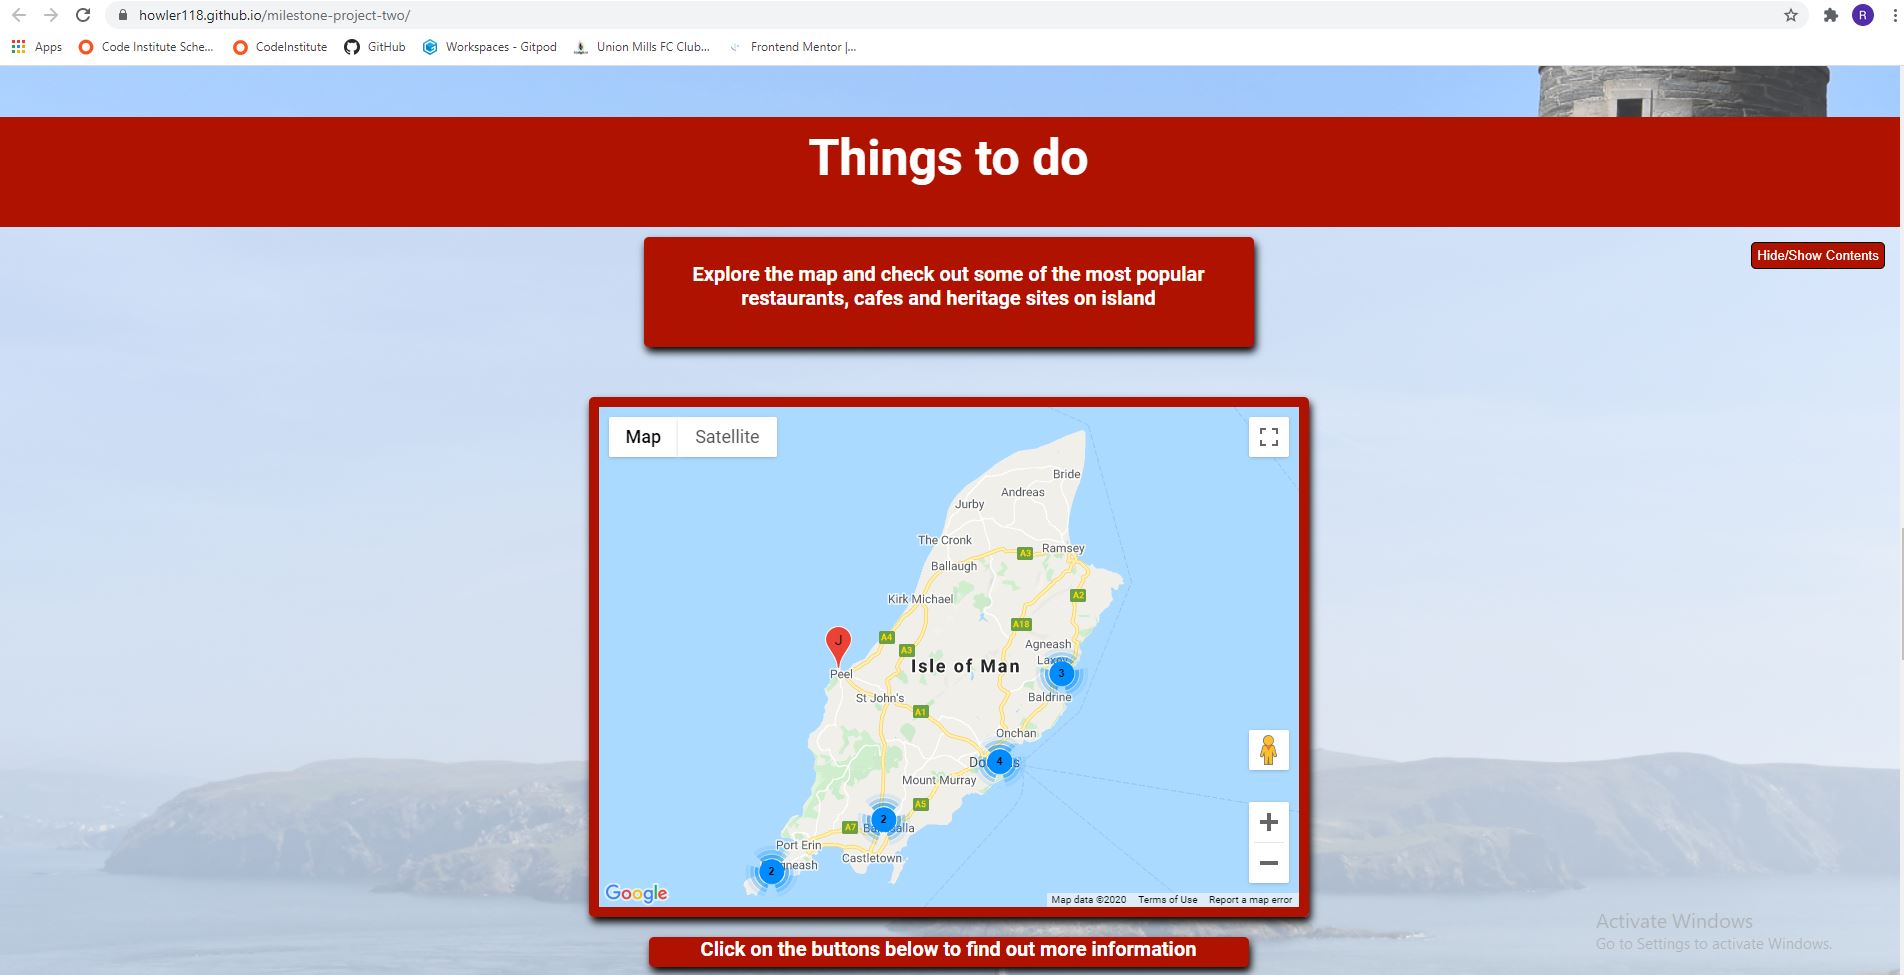 howler118.github.io/milestone-project-two/
R
Apps
Code Institute Sche...
CodeInstitute
GitHub
Workspaces - Gitpod
Union Mills FC Club...
Frontend Mentor |...
Things to do
Hide/Show Contents
Explore the map and check out some of the most popular
restaurants, cafes and heritage sites on island
Map
Satellite
Bride
Andreas
Jurby
The Cronk
A3
Ramsey
Ballaugh
Kirk Michael
A2
A18
J
A4
A3
Agneash
Isle of Man
Peel
3
St John's
Baldrine
A1
Onchan
4
Mount Murray
A5
2
A7
Port Erin
Castletown
2
Google
Map data ©2020
Terms of Use
Report a map error
Activate Windows
Go to Settings to activate Windows.
Click on the buttons below to find out more information